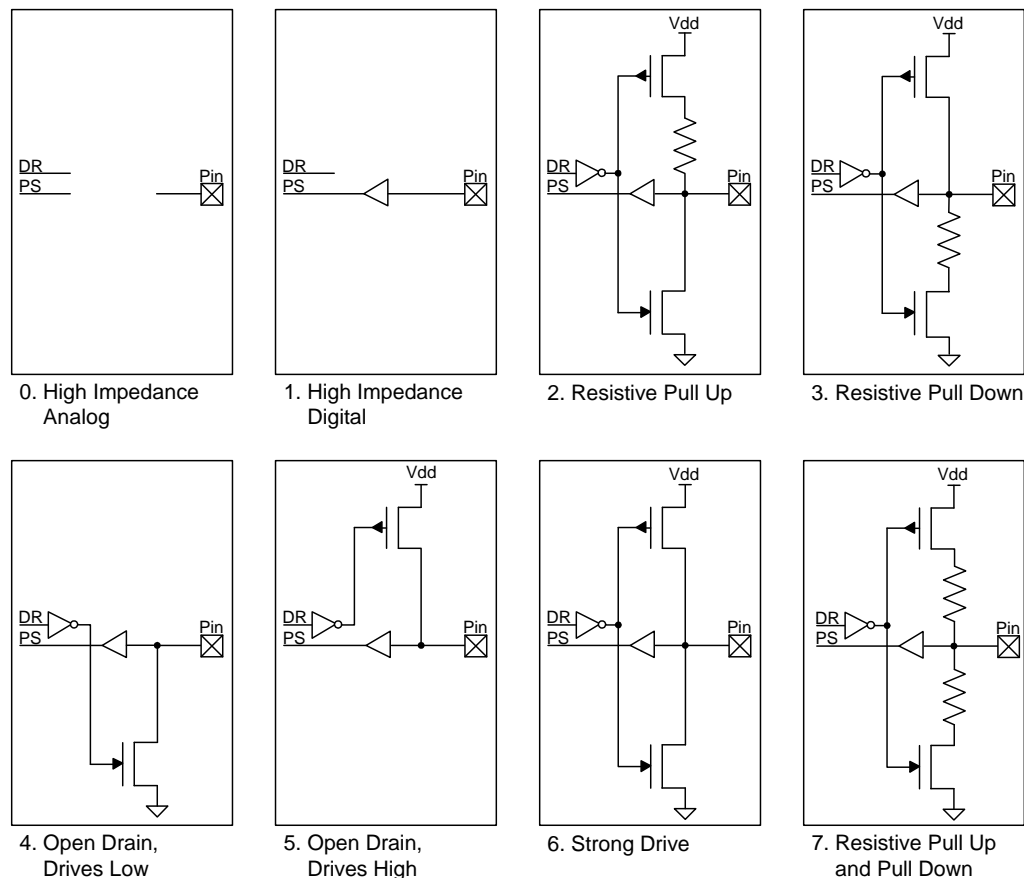 Vdd
Vdd
DR
PS
Pin
DR
PS
Pin
DR
PS
Pin
DR
PS
Pin
0. High Impedance
Analog
1. High Impedance
Digital
2. Resistive Pull Up
3. Resistive Pull Down
Vdd
Vdd
Vdd
DR
PS
Pin
DR
PS
Pin
DR
PS
Pin
DR
PS
Pin
4. Open Drain,
Drives Low
5. Open Drain,
Drives High
6. Strong Drive
7. Resistive Pull Up
and Pull Down